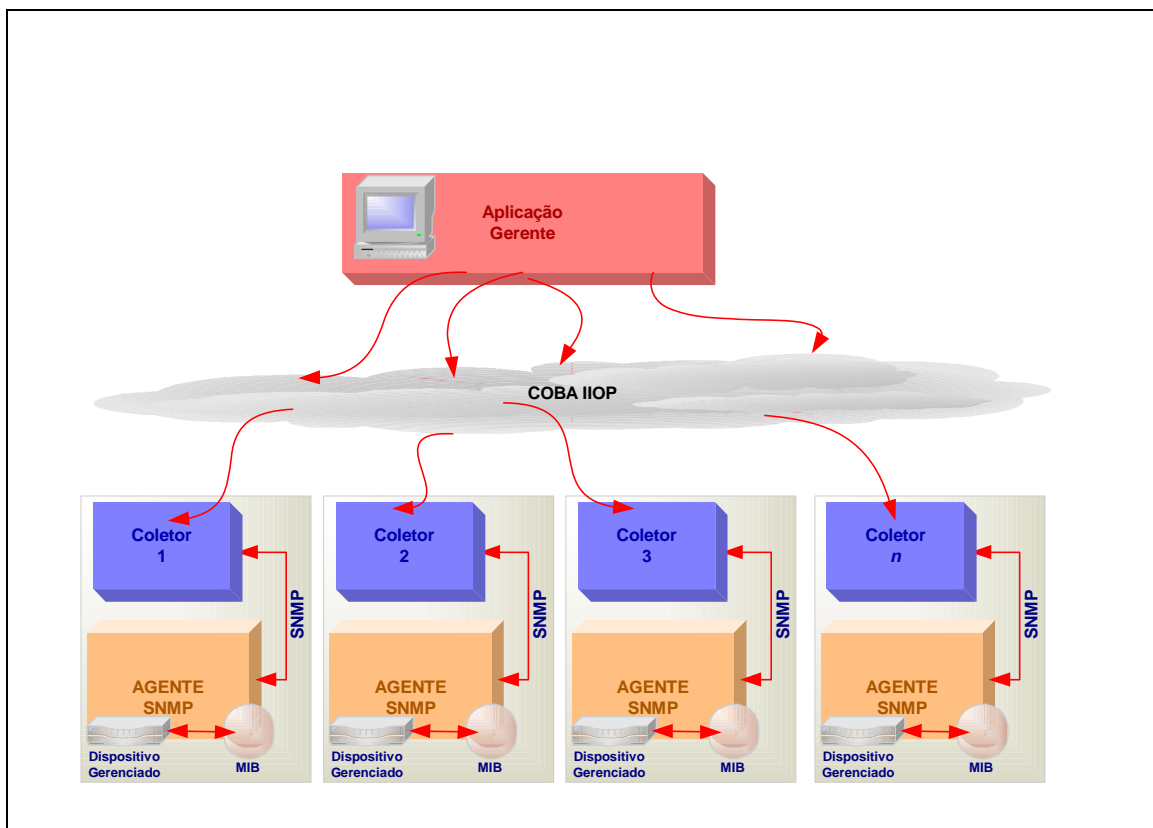 Aplicação
Gerente
COBA IIOP
Coletor
1
SNMP
AGENTE
SNMP
Dispositivo
Gerenciado
MIB
Coletor
2
SNMP
AGENTE
SNMP
Dispositivo
Gerenciado
MIB
Coletor
3
SNMP
AGENTE
SNMP
Dispositivo
Gerenciado
MIB
Coletor
n
SNMP
AGENTE
SNMP
Dispositivo
Gerenciado
MIB